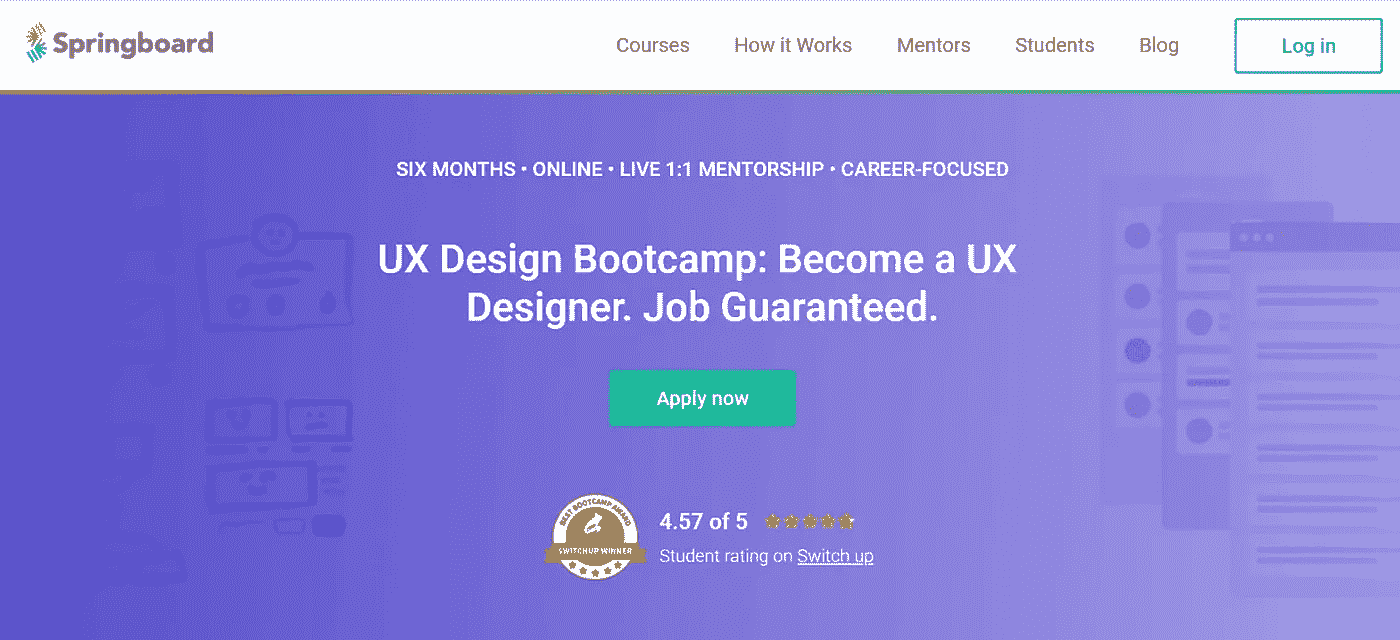 Springboard
Courses
How it Works
Mentors
Students
Blog
Log in
SIX MONTHS • ONLINE • LIVE 1:1 MENTORSHIP • CAREER-FOCUSED
UX Design Bootcamp: Become a UX
Designer. Job Guaranteed.
Apply now
BEST BOOTCAMP AWARD
SWITCHUP WINNER
4.57 of 5
Student rating on Switch up